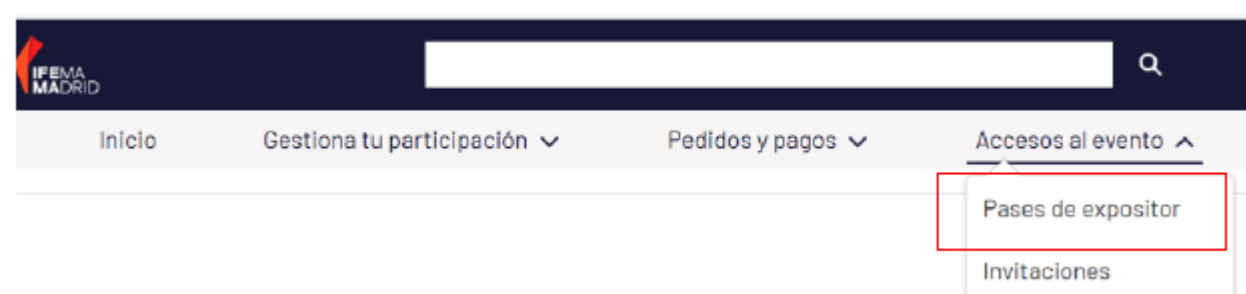 IFEMA
MADRID
Inicio
Gestiona tu participación
Pedidos y pagos
Accesos al evento
Pases de expositor
Invitaciones